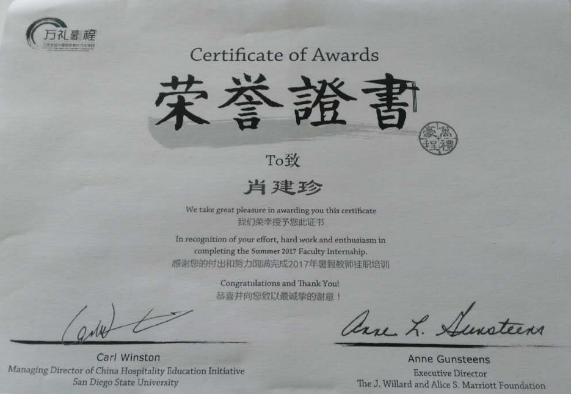 万礼豪程
Certificate of Awards
荣誉證書
萬禮豪程
To致
肖建珍
We take great pleasure in awarding you this certificate
我们荣幸授予您此证书
In recognition of your effort, hard work and enthusiasm in
completing the Summer 2017 Faculty Internship.
感谢您的付出和努力圆满完成2017年暑假教师挂职培训
Congratulations and Thank You!
恭喜并向您致以最诚挚的谢意！
Carl Winston
Managing Director of China Hospitality Education Initiative
San Diego State University
Anne L. Gunsteens
Anne Gunsteens
Executive Director
The J. Willard and Alice S. Marriott Foundation